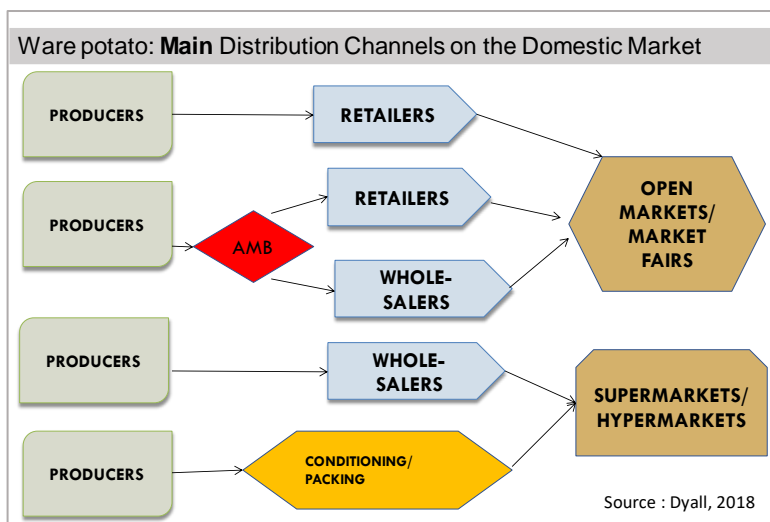 Ware potato: Main Distribution Channels on the Domestic Market
PRODUCERS
RETAILERS
PRODUCERS
AMB
RETAILERS
WHOLE-
SALERS
OPEN
MARKETS/
MARKET
FAIRS
PRODUCERS
WHOLE-
SALERS
SUPERMARKETS/
HYPERMARKETS
PRODUCERS
CONDITIONING/
PACKING
Source : Dyall, 2018